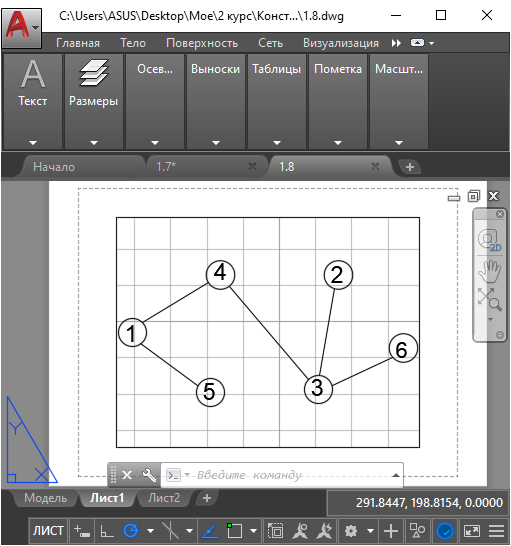 C:\Users\ASUS\Desktop\Мое\2 курс\Конст...\1.8.dwg
Главная Тело Поверхность Сеть Визуализация
A Осев... Выноски Таблицы Пометка Масшт...
Текст Размеры
Начало 1.7* 1.8
4 2
2D
1
6
5 3
Y
X
Введите команду
Модель Лист1 Лист2 +
291.8447, 198.8154, 0.0000
ЛИСТ